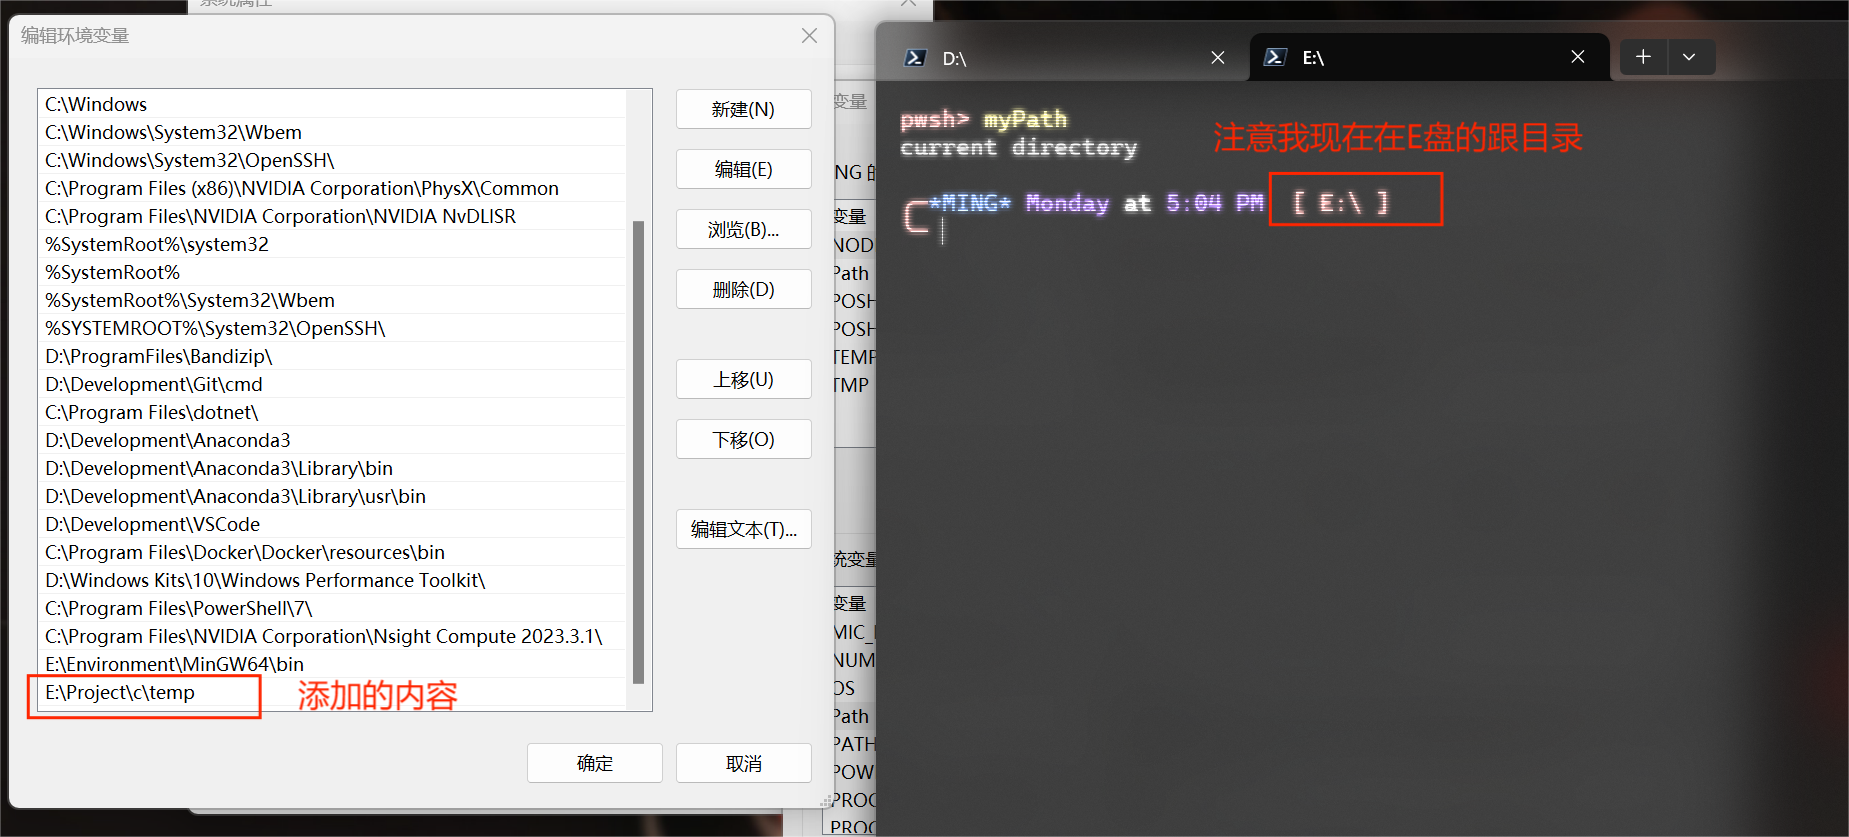 系统属性
编辑环境变量
C:\Windows
C:\Windows\System32\Wbem
C:\Windows\System32\OpenSSH\
C:\Program Files (x86)\NVIDIA Corporation\PhysX\Common
C:\Program Files\NVIDIA Corporation\NVIDIA NvDLISR
%SystemRoot%\system32
%SystemRoot%
%SystemRoot%\System32\Wbem
%SYSTEMROOT%\System32\OpenSSH\
D:\ProgramFiles\Bandizip\
D:\Development\Git\cmd
C:\Program Files\dotnet\
D:\Development\Anaconda3
D:\Development\Anaconda3\Library\bin
D:\Development\Anaconda3\Library\usr\bin
D:\Development\VSCode
C:\Program Files\Docker\Docker\resources\bin
D:\Windows Kits\10\Windows Performance Toolkit\
C:\Program Files\PowerShell\7\
C:\Program Files\NVIDIA Corporation\Nsight Compute 2023.3.1\
E:\Environment\MinGW64\bin
E:\Project\c\temp
添加的内容
新建(N)
编辑(E)
浏览(B)...
删除(D)
上移(U)
下移(O)
编辑文本(T)...
确定
取消
变量
NG 的
变量
NOD
Path
POSH
POSH
TEMP
TMP
统变量
变量
MIC_
NUM
OS
Path
PATH
POW
PROC
PROC
D:\
E:\
pwsh> myPath
current directory
注意我现在在E盘的跟目录
*MING* Monday at 5:04 PM [ E:\ ]